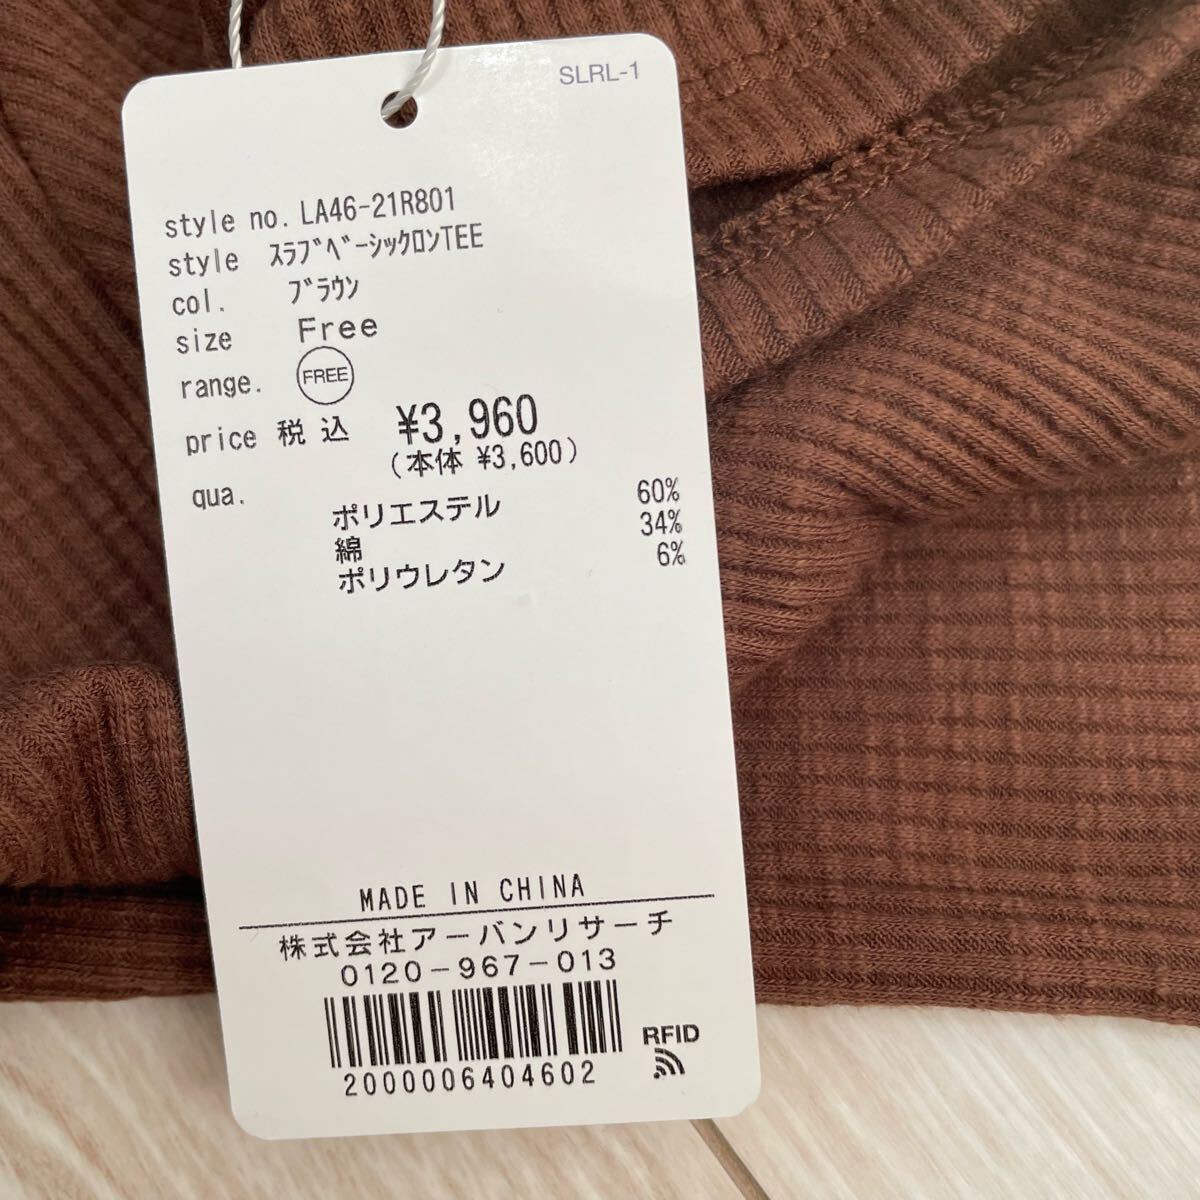 SLRL-1
style no. LA46-21R801
style ｽﾗﾌﾞﾍﾞｰｼｯｸﾛﾝTEE
col. ﾌﾞﾗｳﾝ
size Free
range. FREE
price 税込 ¥3,960
(本体 ¥3,600)
qua.
ポリエステル 60%
綿 34%
ポリウレタン 6%
MADE IN CHINA
株式会社アーバンリサーチ
0120-967-013
RFID
2000006404602